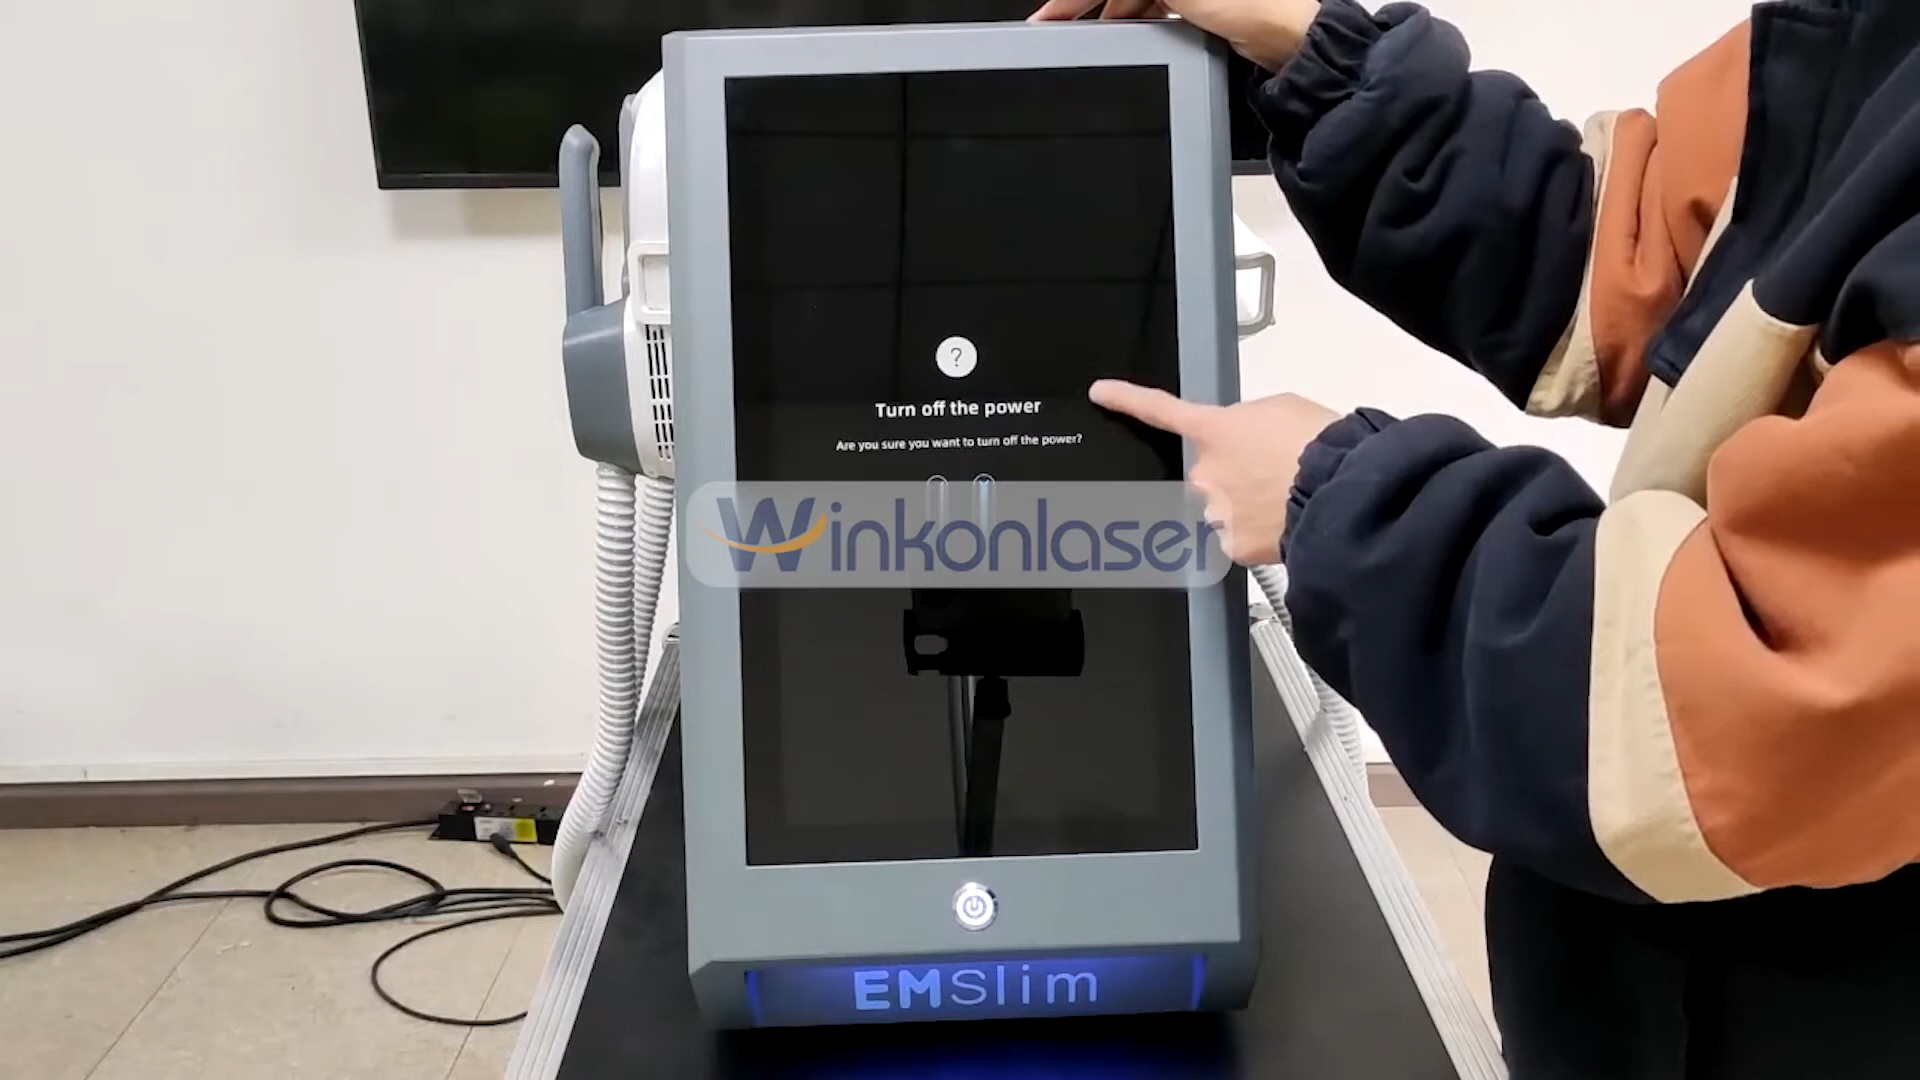 ?
Turn off the power
Are you sure you want to turn off the power?
Winkonlaser
EMSlim